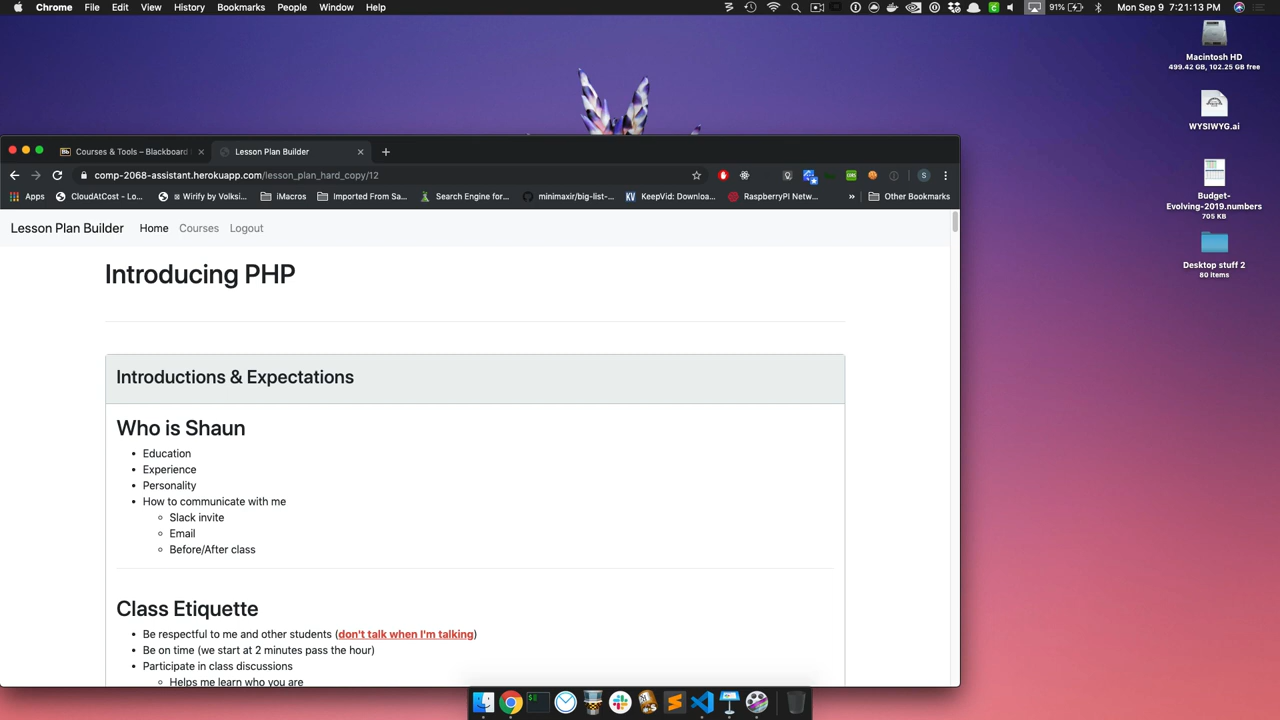 Chrome File Edit View History Bookmarks People Window Help 91% Mon Sep 9 7:21:13 PM
Macintosh HD
499.42 GB, 102.25 GB free
WYSIWYG.ai
Budget-
Evolving-2019.numbers
705 KB
Desktop stuff 2
80 items
Courses & Tools – Blackboard Lesson Plan Builder
comp-2068-assistant.herokuapp.com/lesson_plan_hard_copy/12
Apps CloudAtCost - Lo... Wirify by Volksi... iMacros Imported From Sa... Search Engine for... minimaxir/big-list-... KV KeepVid: Downloa... RaspberryPI Netw... » Other Bookmarks
Lesson Plan Builder Home Courses Logout
Introducing PHP
Introductions & Expectations
Who is Shaun
• Education
• Experience
• Personality
• How to communicate with me
◦ Slack invite
◦ Email
◦ Before/After class
Class Etiquette
• Be respectful to me and other students (don't talk when I'm talking)
• Be on time (we start at 2 minutes pass the hour)
• Participate in class discussions
◦ Helps me learn who you are